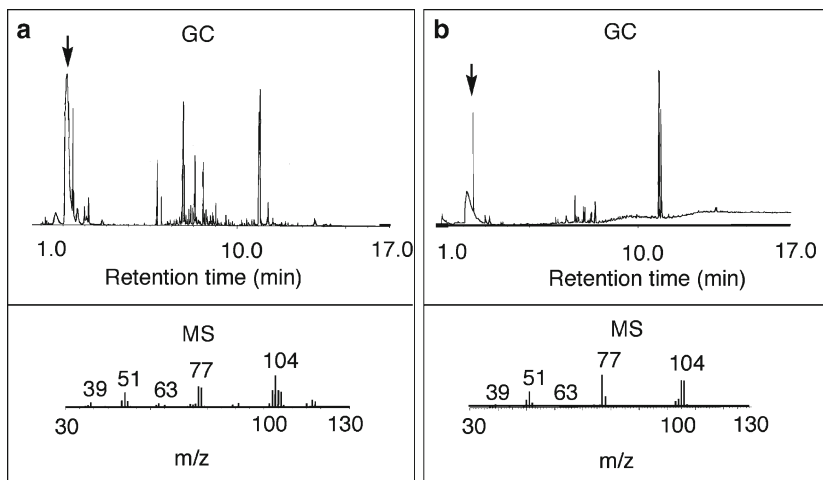 a GC
1.0 10.0 17.0
Retention time (min)
MS
39 51 63 77 104
30 100 130
m/z
b GC
1.0 10.0 17.0
Retention time (min)
MS
39 51 63 77 104
30 100 130
m/z